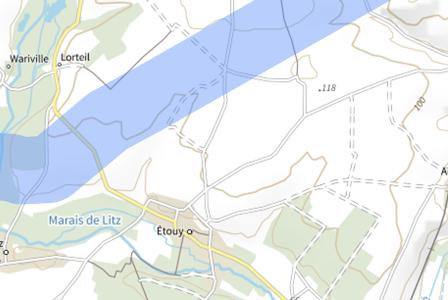 Wariville
Lorteil
118
100
Marais de Litz
Étouy
z
A